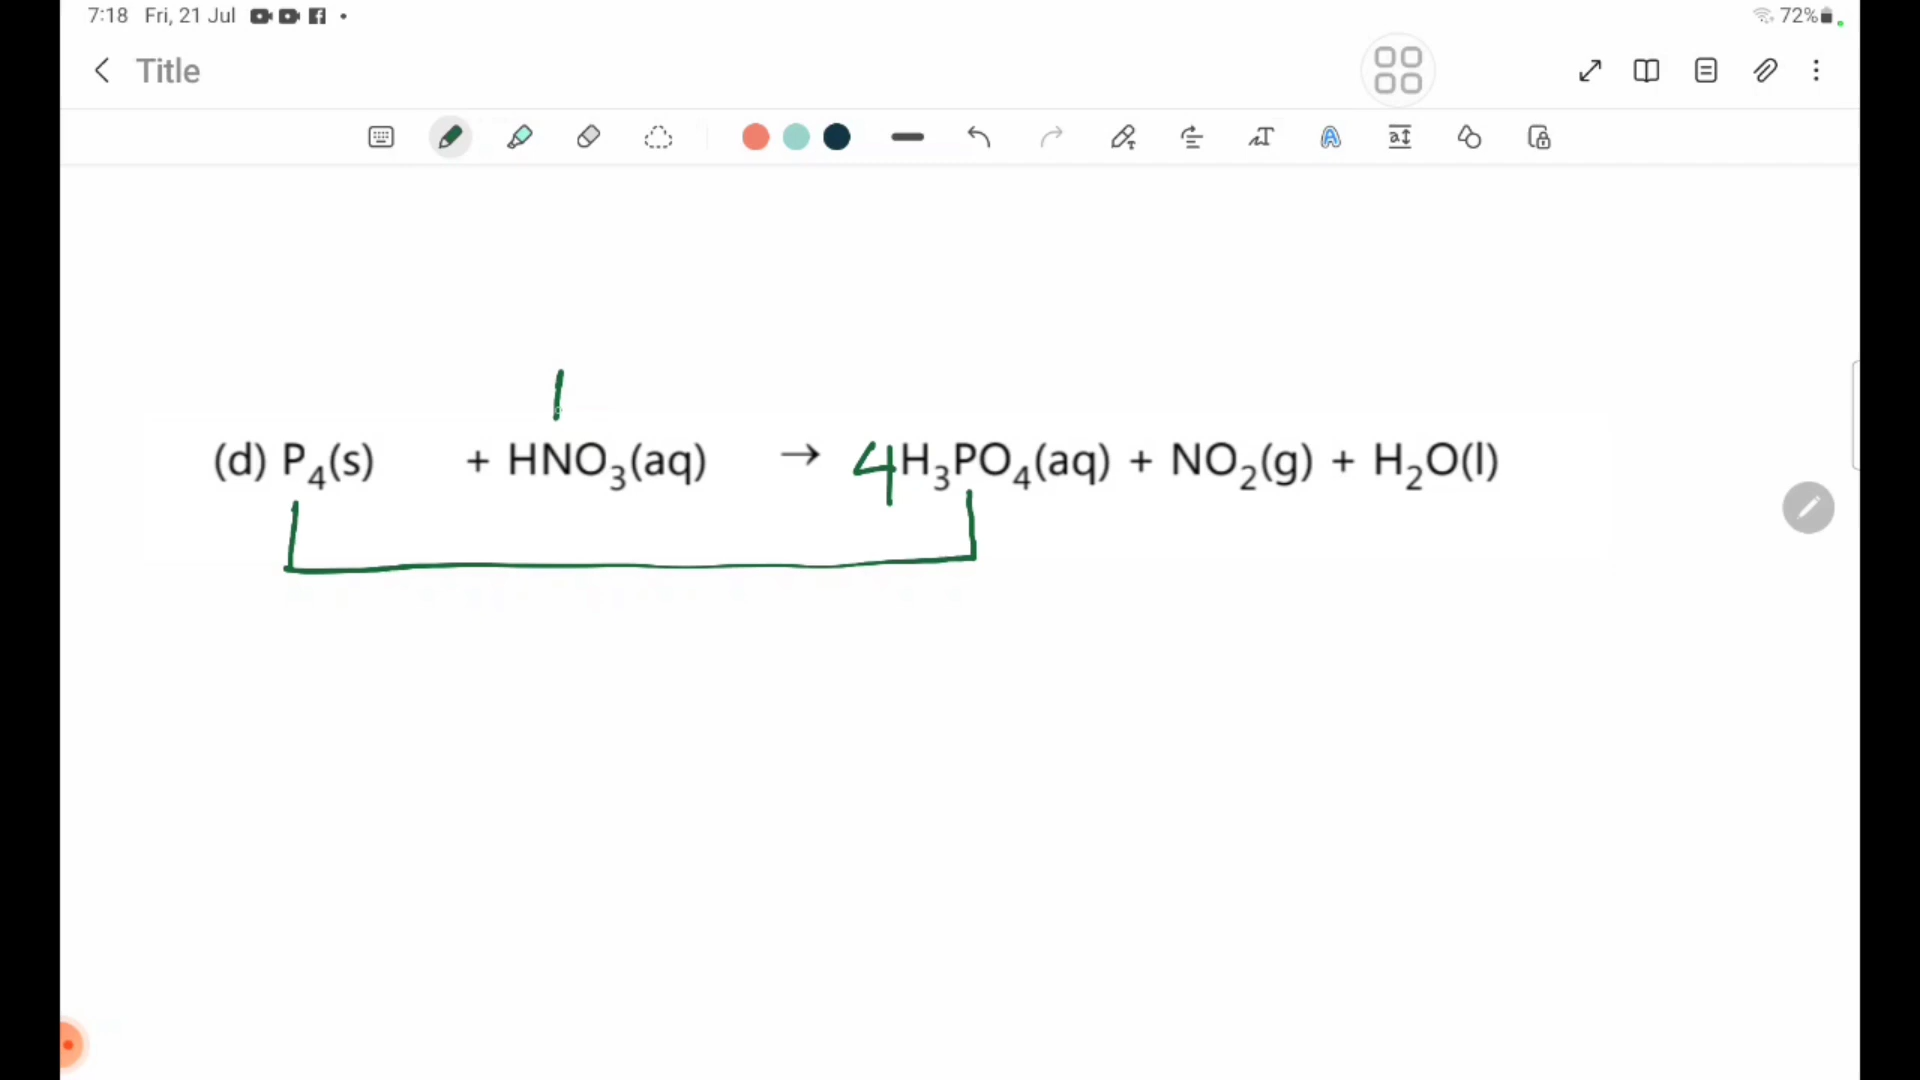 7:18 Fri, 21 Jul 72%
Title
1
(d) P₄(s) + HNO₃(aq) → 4H₃PO₄(aq) + NO₂(g) + H₂O(l)